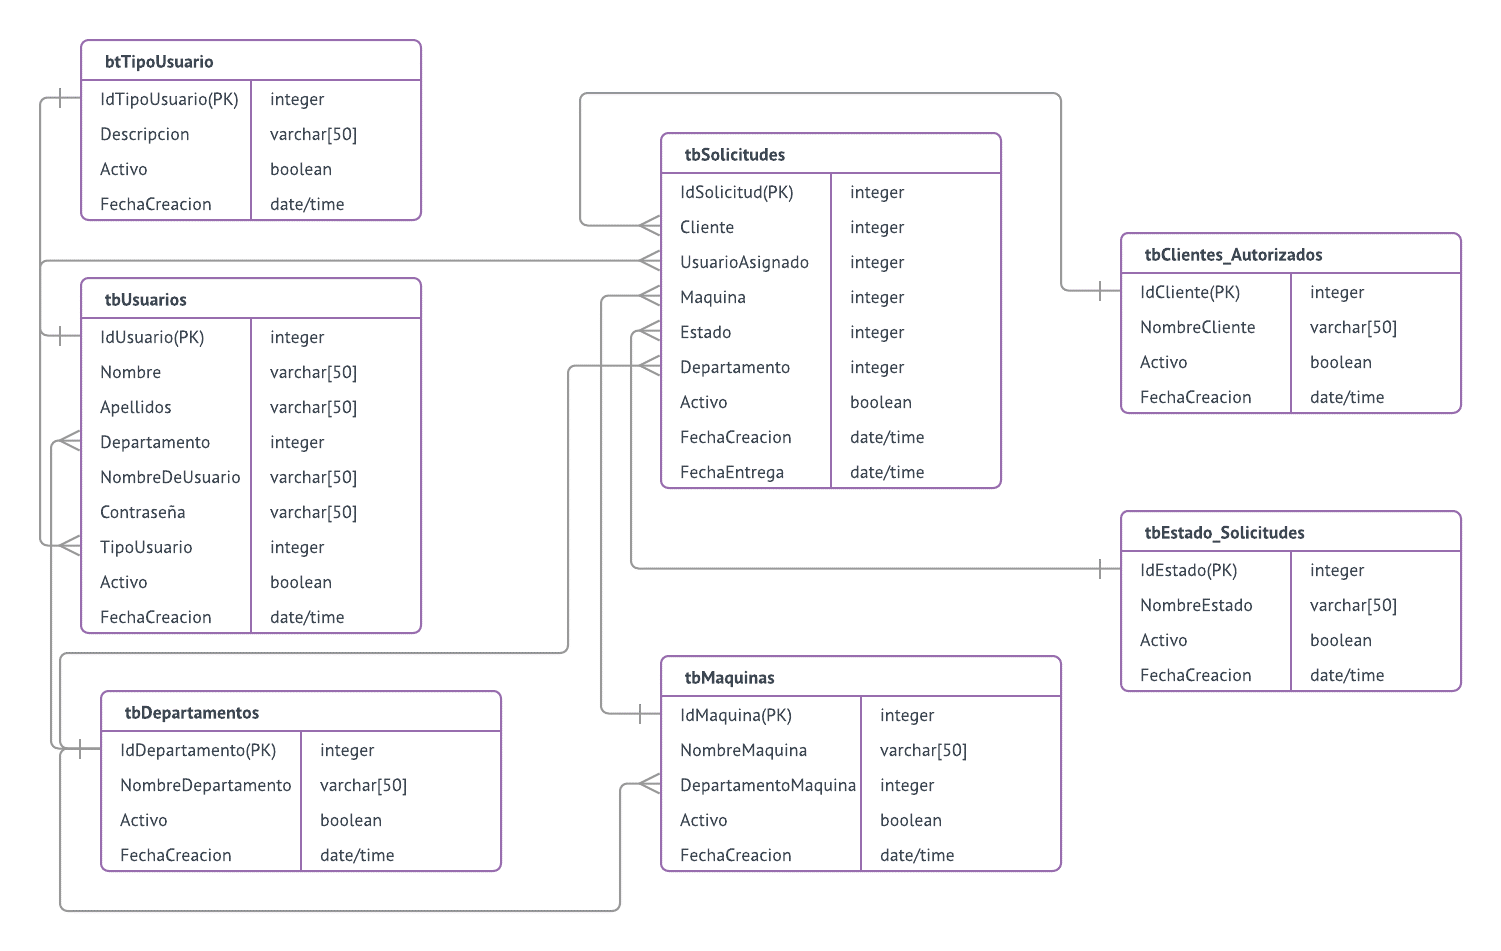 btTipoUsuario
IdTipoUsuario(PK) integer
Descripcion varchar[50]
Activo boolean
FechaCreacion date/time
tbUsuarios
IdUsuario(PK) integer
Nombre varchar[50]
Apellidos varchar[50]
Departamento integer
NombreDeUsuario varchar[50]
Contraseña varchar[50]
TipoUsuario integer
Activo boolean
FechaCreacion date/time
tbDepartamentos
IdDepartamento(PK) integer
NombreDepartamento varchar[50]
Activo boolean
FechaCreacion date/time
tbSolicitudes
IdSolicitud(PK) integer
Cliente integer
UsuarioAsignado integer
Maquina integer
Estado integer
Departamento integer
Activo boolean
FechaCreacion date/time
FechaEntrega date/time
tbMaquinas
IdMaquina(PK) integer
NombreMaquina varchar[50]
DepartamentoMaquina integer
Activo boolean
FechaCreacion date/time
tbClientes_Autorizados
IdCliente(PK) integer
NombreCliente varchar[50]
Activo boolean
FechaCreacion date/time
tbEstado_Solicitudes
IdEstado(PK) integer
NombreEstado varchar[50]
Activo boolean
FechaCreacion date/time